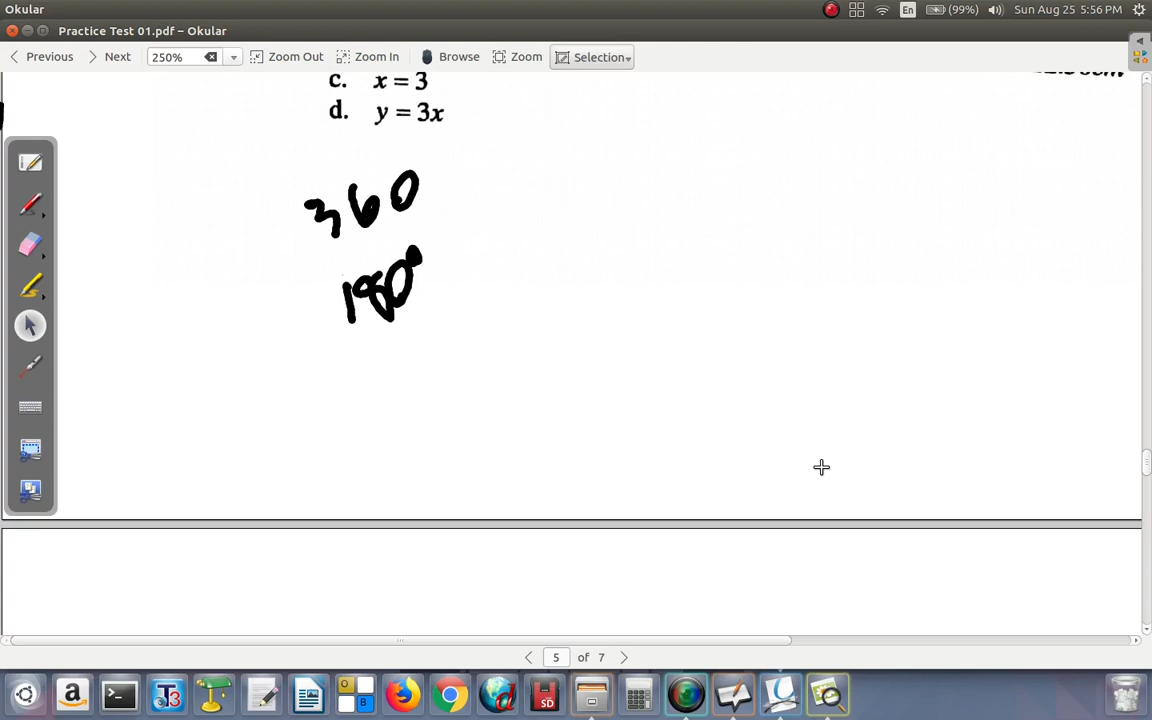 Okular
En
(99%)
Sun Aug 25 5:56 PM
Practice Test 01.pdf – Okular
Previous
Next
250%
Zoom Out
Zoom In
Browse
Zoom
Selection
c. x = 3
d. y = 3x
360
180°
5 of 7